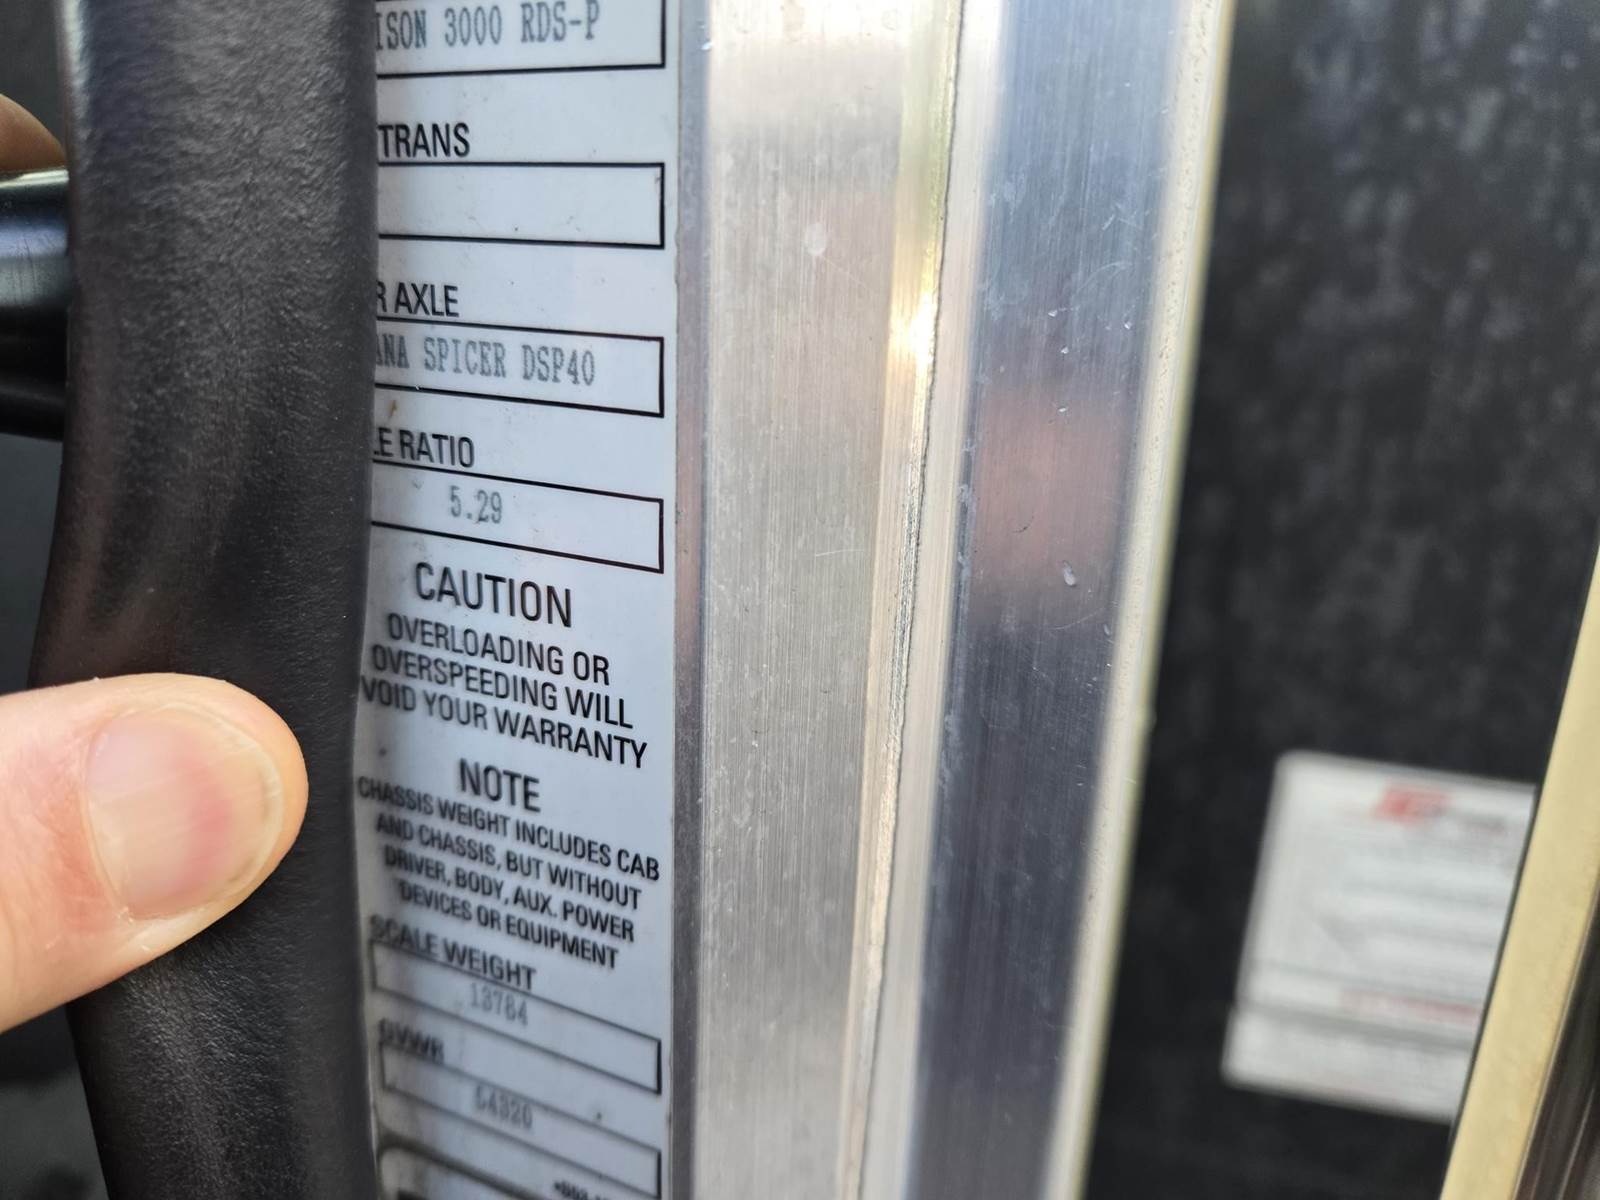 ISON 3000 RDS-P
TRANS
R AXLE
ANA SPICER DSP40
LE RATIO
5.29
CAUTION
OVERLOADING OR
OVERSPEEDING WILL
VOID YOUR WARRANTY
NOTE
CHASSIS WEIGHT INCLUDES CAB
AND CHASSIS, BUT WITHOUT
DRIVER, BODY, AUX. POWER
DEVICES OR EQUIPMENT
SCALE WEIGHT
13784
GVWR
54320